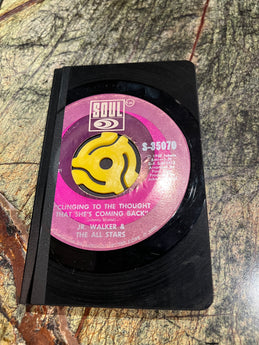 SOUL
S-35070
"CLINGING TO THE THOUGHT
THAT SHE'S COMING BACK"
JR. WALKER &
THE ALL STARS